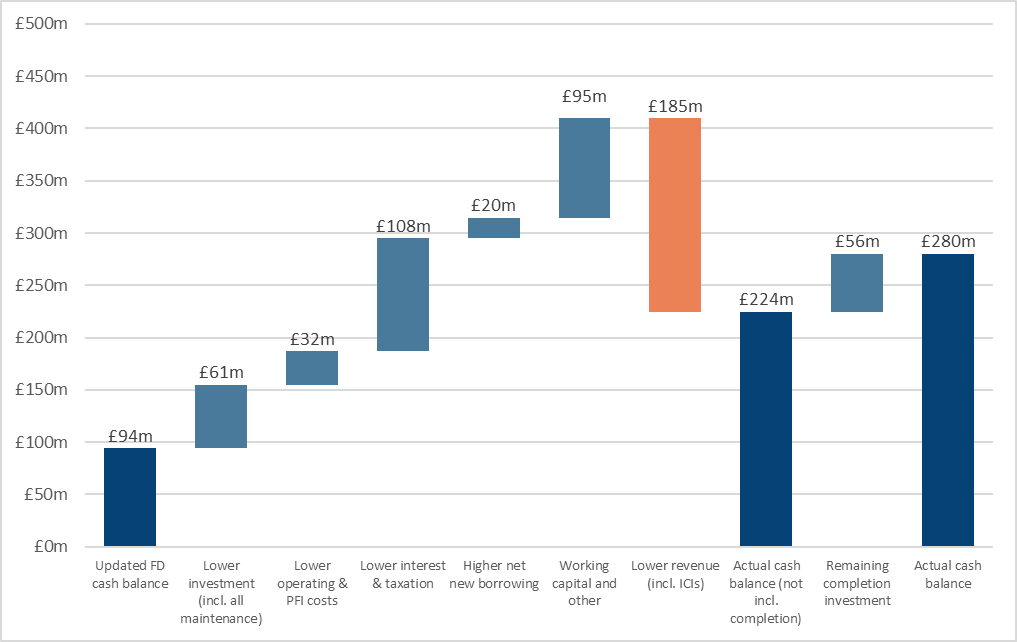 £500m
£450m
£400m
£350m
£300m
£250m
£200m
£150m
£100m
£50m
£0m
£94m
£61m
£32m
£108m
£20m
£95m
£185m
£224m
£56m
£280m
Updated FD
cash balance
Lower
investment
(incl. all
maintenance)
Lower
operating &
PFI costs
Lower interest
& taxation
Higher net
new borrowing
Working
capital and
other
Lower revenue
(incl. ICIs)
Actual cash
balance (not
incl.
completion)
Remaining
completion
investment
Actual cash
balance